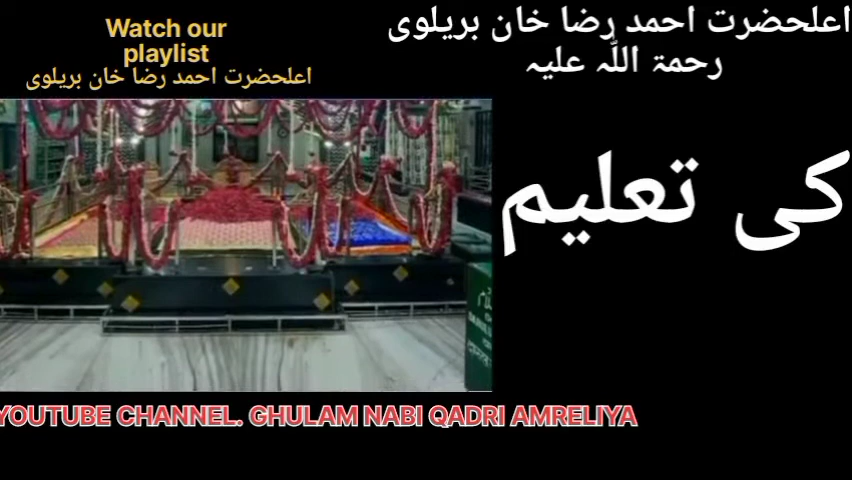 Watch our
playlist
اعلحضرت احمد رضا خان بریلوی
اعلحضرت احمد رضا خان بریلوی
رحمۃ اللّٰہ علیہ
کی تعلیم
YOUTUBE CHANNEL. GHULAM NABI QADRI AMRELIYA